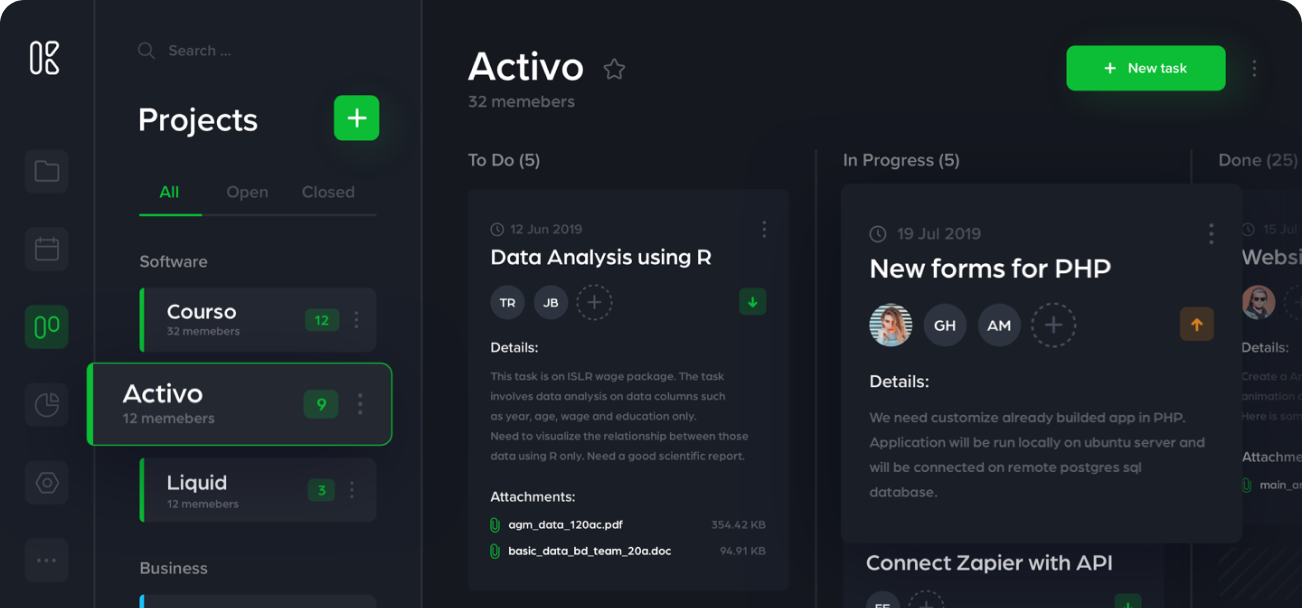 Search ...
Projects
+
All Open Closed
Software
Courso
32 memebers
12
Activo
12 memebers
9
Liquid
12 memebers
3
Business
Activo
32 memebers
+ New task
To Do (5)
12 Jun 2019
Data Analysis using R
TR JB +
Details:
This task is on ISLR wage package. The task
involves data analysis on data columns such
as year, age, wage and education only.
Need to visualize the relationship between those
data using R only. Need a good scientific report.
Attachments:
agm_data_120ac.pdf 354.42 KB
basic_data_bd_team_20a.doc 94.91 KB
In Progress (5)
19 Jul 2019
New forms for PHP
GH AM +
Details:
We need customize already builded app in PHP.
Application will be run locally on ubuntu server and
will be connected on remote postgres sql
database.
Connect Zapier with API
Done (25)
15 Jul
Websi
Details:
Create a
animation
Here is som
Attachme
main_